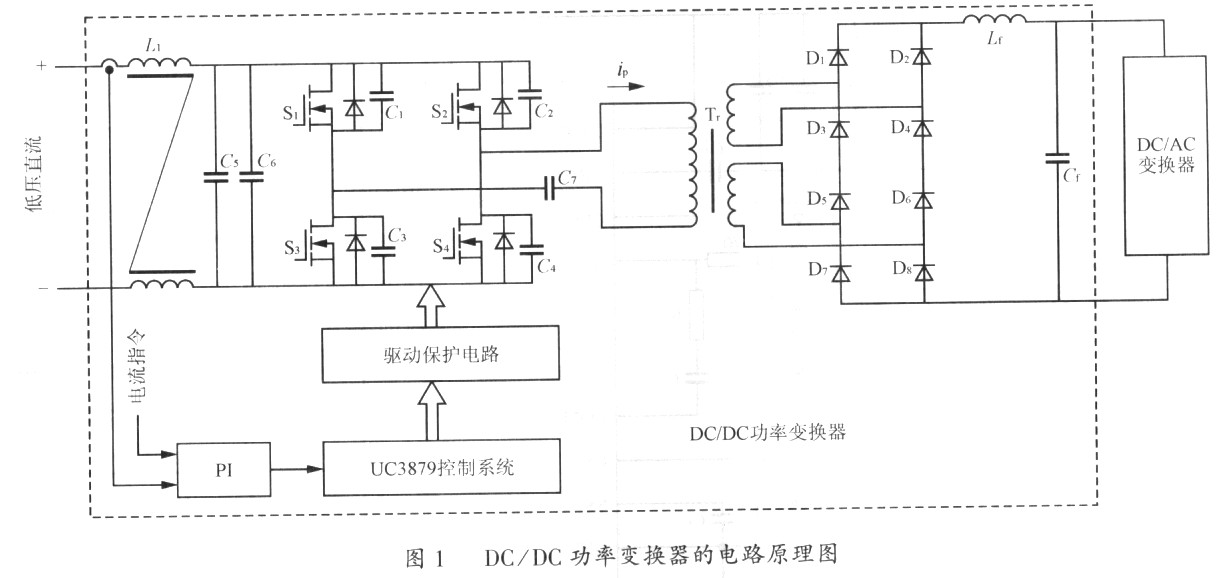 L1
+
低压直流
−
C5
C6
S1
C1
S2
C2
S3
C3
S4
C4
C7
ip
Tr
D1
D2
D3
D4
D5
D6
D7
D8
Lf
Cf
DC/AC
变换器
驱动保护电路
电流指令
PI
UC3879控制系统
DC/DC功率变换器
图 1 DC/DC 功率变换器的电路原理图